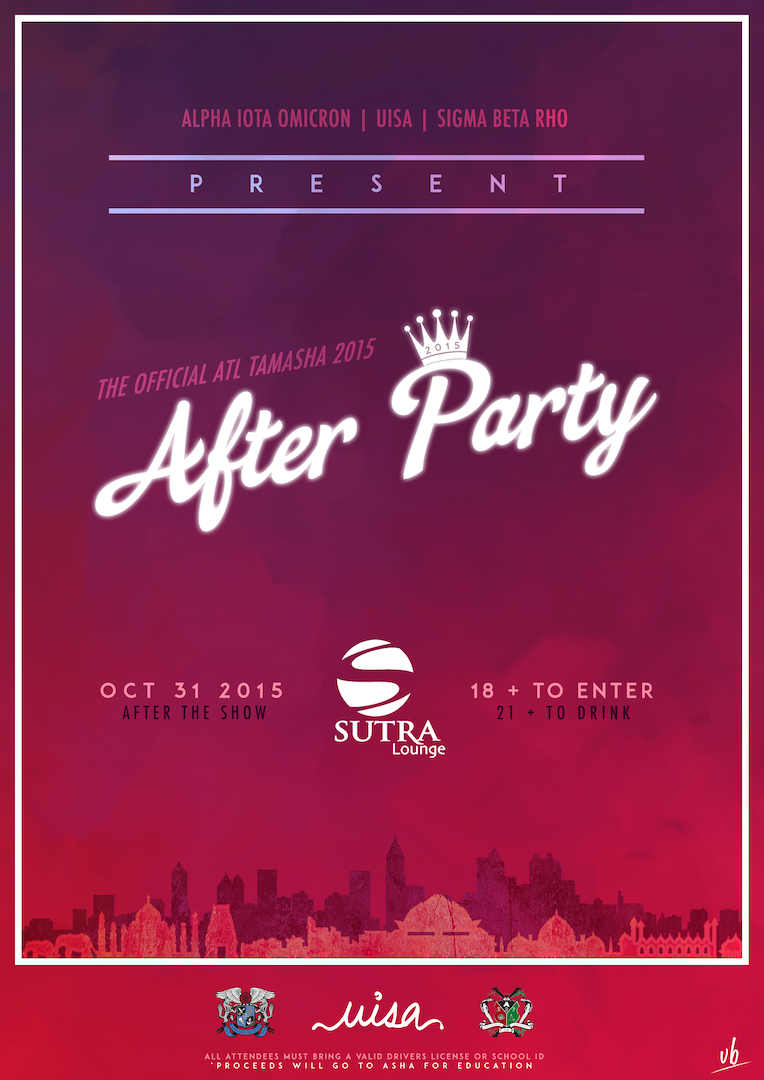 ALPHA IOTA OMICRON | UISA | SIGMA BETA RHO
PRESENT
2015
THE OFFICIAL ATL TAMASHA 2015
After Party
OCT 31 2015
AFTER THE SHOW
SUTRA
Lounge
18 + TO ENTER
21 + TO DRINK
uisa
ALL ATTENDEES MUST BRING A VALID DRIVERS LICENSE OR SCHOOL ID
*PROCEEDS WILL GO TO ASHA FOR EDUCATION
vb